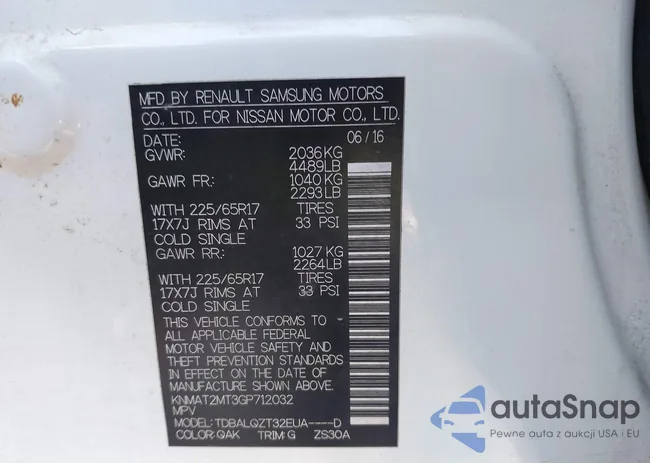 MFD BY RENAULT SAMSUNG MOTORS
CO., LTD. FOR NISSAN MOTOR CO., LTD.
DATE: 06/16
GVWR: 2036KG
4489LB
GAWR FR: 1040 KG
2293LB
WITH 225/65R17 TIRES
17X7J RIMS AT 33 PSI
COLD SINGLE
GAWR RR: 1027KG
2264LB
WITH 225/65R17 TIRES
17X7J RIMS AT 33 PSI
COLD SINGLE
THIS VEHICLE CONFORMS TO
ALL APPLICABLE FEDERAL
MOTOR VEHICLE SAFETY AND
THEFT PREVENTION STANDARDS
IN EFFECT ON THE DATE OF
MANUFACTURE SHOWN ABOVE.
KNMAT2MT3GP712032
MPV
MODEL: TDBALQZT32EUA----D
COLOR: QAK TRIM: G ZS30A
autoSnap
Pewne auta z aukcji USA i EU